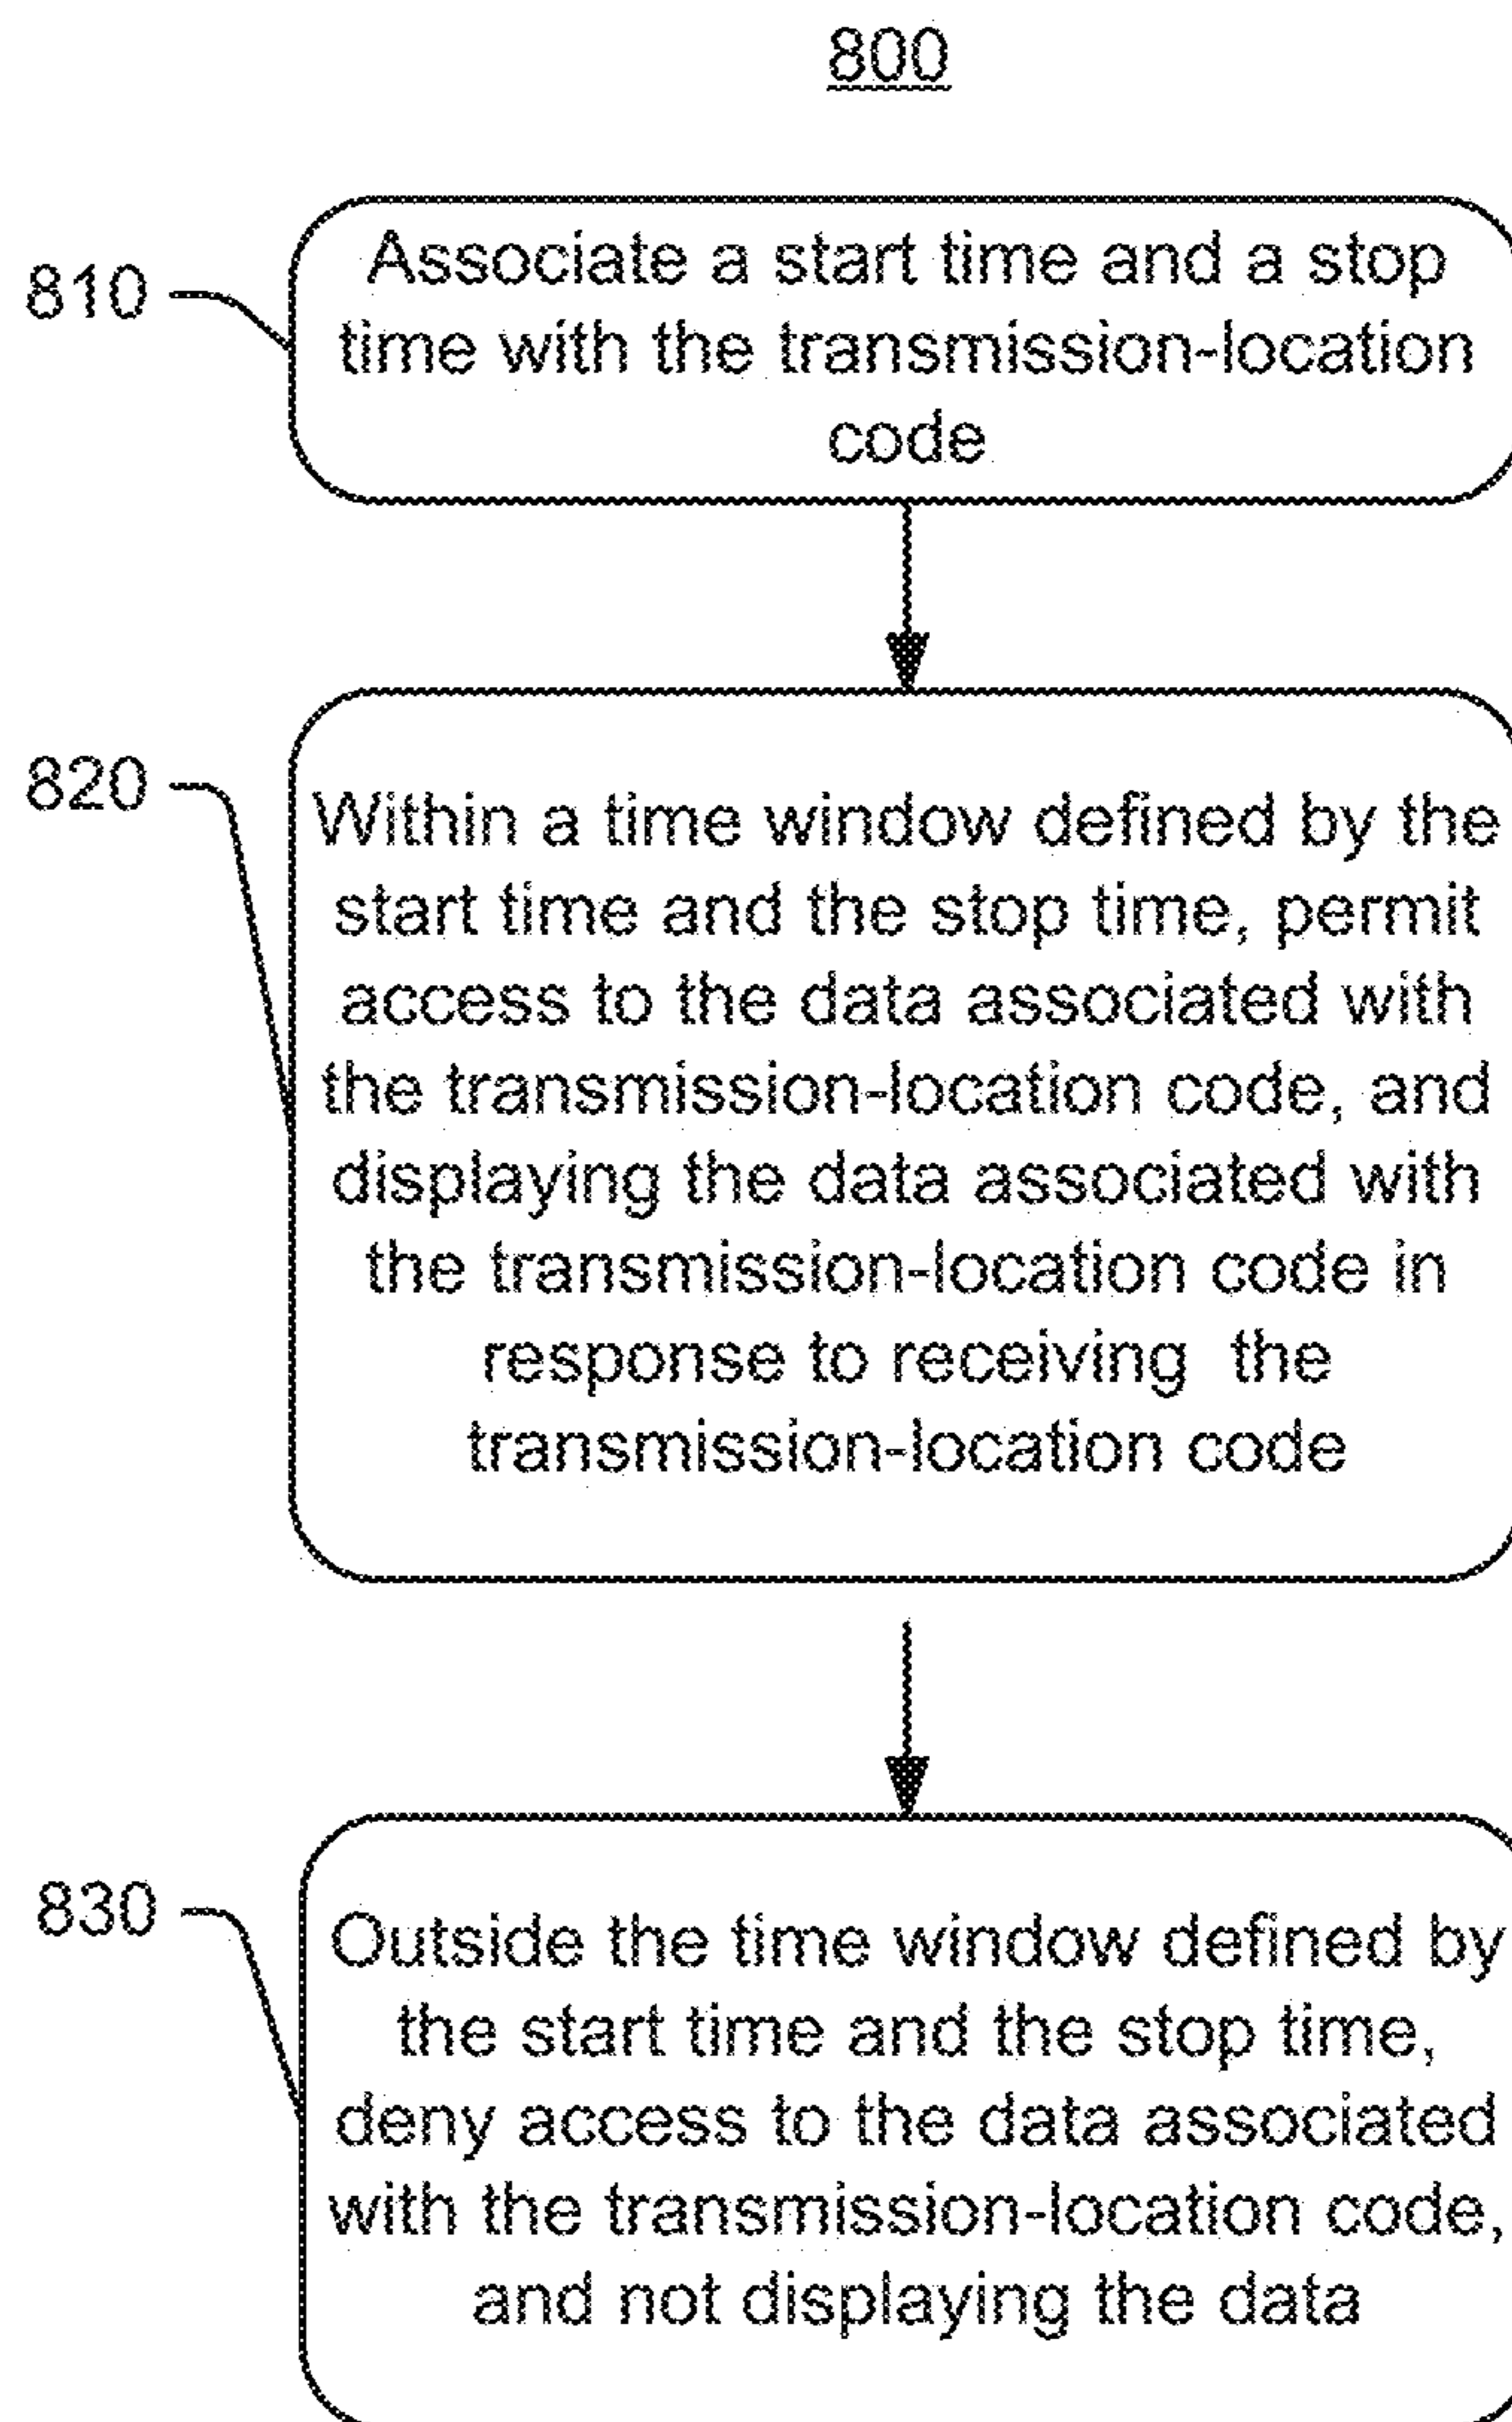 800
810
Associate a start time and a stop
time with the transmission-location
code
820
Within a time window defined by the
start time and the stop time, permit
access to the data associated with
the transmission-location code, and
displaying the data associated with
the transmission-location code in
response to receiving the
transmission-location code
830
Outside the time window defined by
the start time and the stop time,
deny access to the data associated
with the transmission-location code,
and not displaying the data